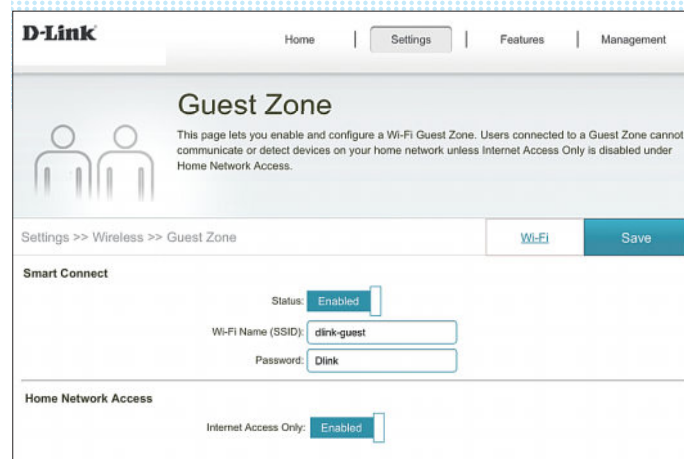 D-Link
Home | Settings | Features | Management
Guest Zone
This page lets you enable and configure a Wi-Fi Guest Zone. Users connected to a Guest Zone cannot
communicate or detect devices on your home network unless Internet Access Only is disabled under
Home Network Access.
Settings >> Wireless >> Guest Zone
Wi-Fi
Save
Smart Connect
Status: Enabled
Wi-Fi Name (SSID): dlink-guest
Password: Dlink
Home Network Access
Internet Access Only: Enabled